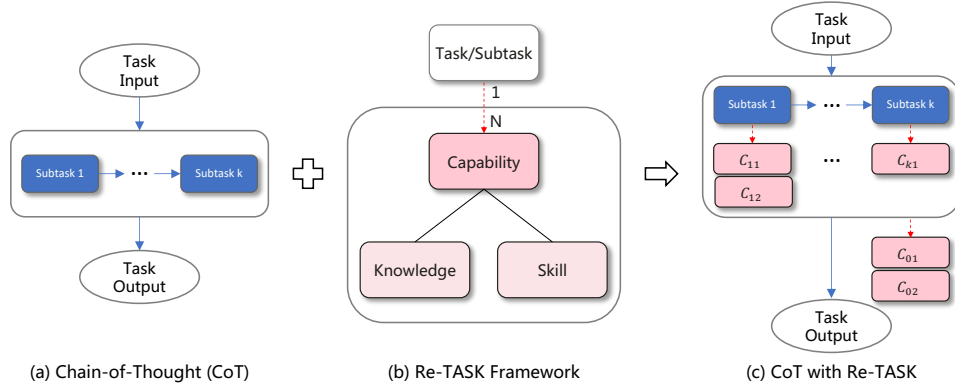 Task
Input
Subtask 1
...
Subtask k
Task
Output
(a) Chain-of-Thought (CoT)
Task/Subtask
1
N
Capability
Knowledge
Skill
(b) Re-TASK Framework
Task
Input
Subtask 1
...
Subtask k
C₁₁
...
Cₖ₁
C₁₂
C₀₁
C₀₂
Task
Output
(c) CoT with Re-TASK